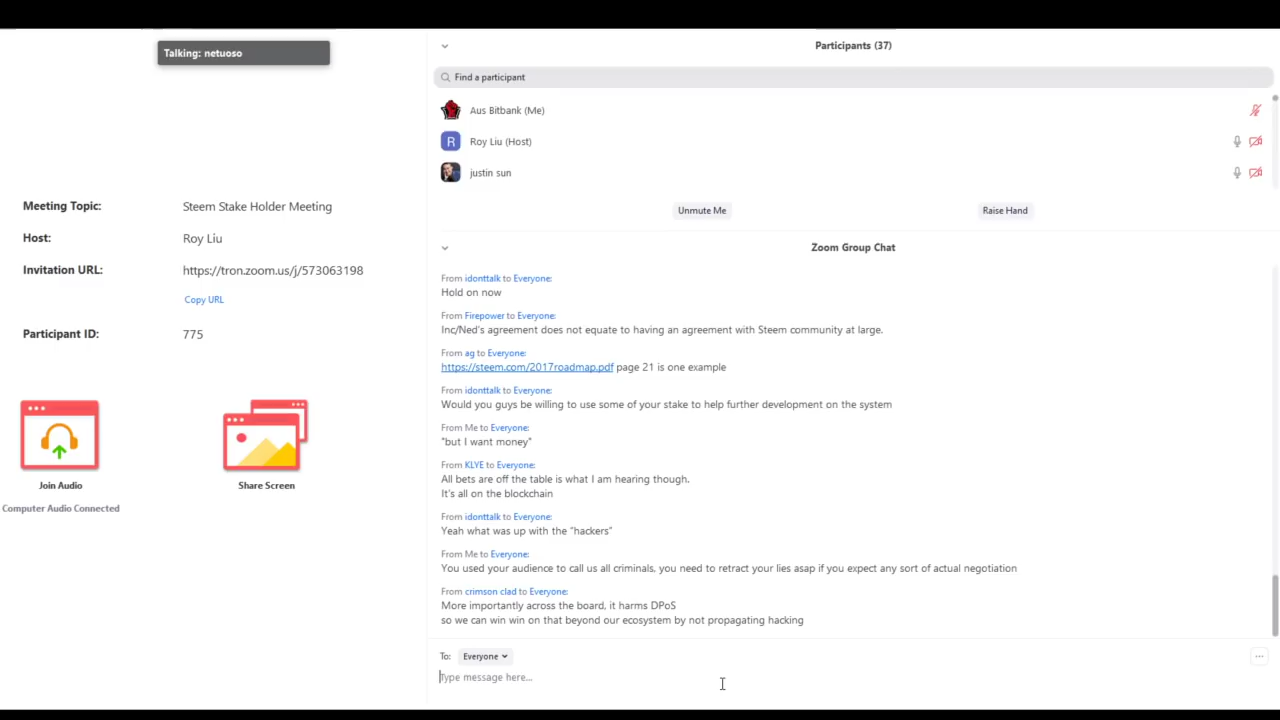 Talking: netuoso
Participants (37)
Find a participant
Aus Bitbank (Me)
R Roy Liu (Host)
justin sun
Unmute Me Raise Hand
Meeting Topic: Steem Stake Holder Meeting
Host: Roy Liu
Invitation URL: https://tron.zoom.us/j/573063198
Copy URL
Participant ID: 775
Join Audio
Computer Audio Connected
Share Screen
Zoom Group Chat
From idonttalk to Everyone:
Hold on now
From Firepower to Everyone:
Inc/Ned's agreement does not equate to having an agreement with Steem community at large.
From ag to Everyone:
https://steem.com/2017roadmap.pdf page 21 is one example
From idonttalk to Everyone:
Would you guys be willing to use some of your stake to help further development on the system
From Me to Everyone:
"but I want money"
From KLYE to Everyone:
All bets are off the table is what I am hearing though.
It's all on the blockchain
From idonttalk to Everyone:
Yeah what was up with the "hackers"
From Me to Everyone:
You used your audience to call us all criminals, you need to retract your lies asap if you expect any sort of actual negotiation
From crimson clad to Everyone:
More importantly across the board, it harms DPoS
so we can win win on that beyond our ecosystem by not propagating hacking
To: Everyone
Type message here...